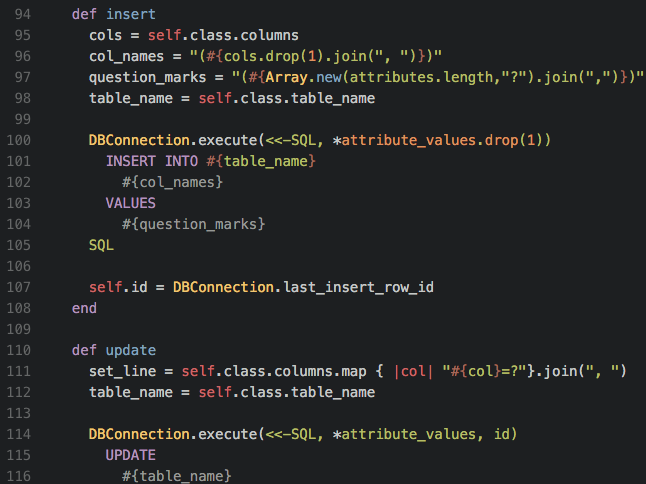 94 def insert
95 cols = self.class.columns
96 col_names = "(#{cols.drop(1).join(", ")})"
97 question_marks = "(#{Array.new(attributes.length,"?").join(",")})"
98 table_name = self.class.table_name
99
100 DBConnection.execute(<<-SQL, *attribute_values.drop(1))
101 INSERT INTO #{table_name}
102 #{col_names}
103 VALUES
104 #{question_marks}
105 SQL
106
107 self.id = DBConnection.last_insert_row_id
108 end
109
110 def update
111 set_line = self.class.columns.map { |col| "#{col}=?"}.join(", ")
112 table_name = self.class.table_name
113
114 DBConnection.execute(<<-SQL, *attribute_values, id)
115 UPDATE
116 #{table_name}